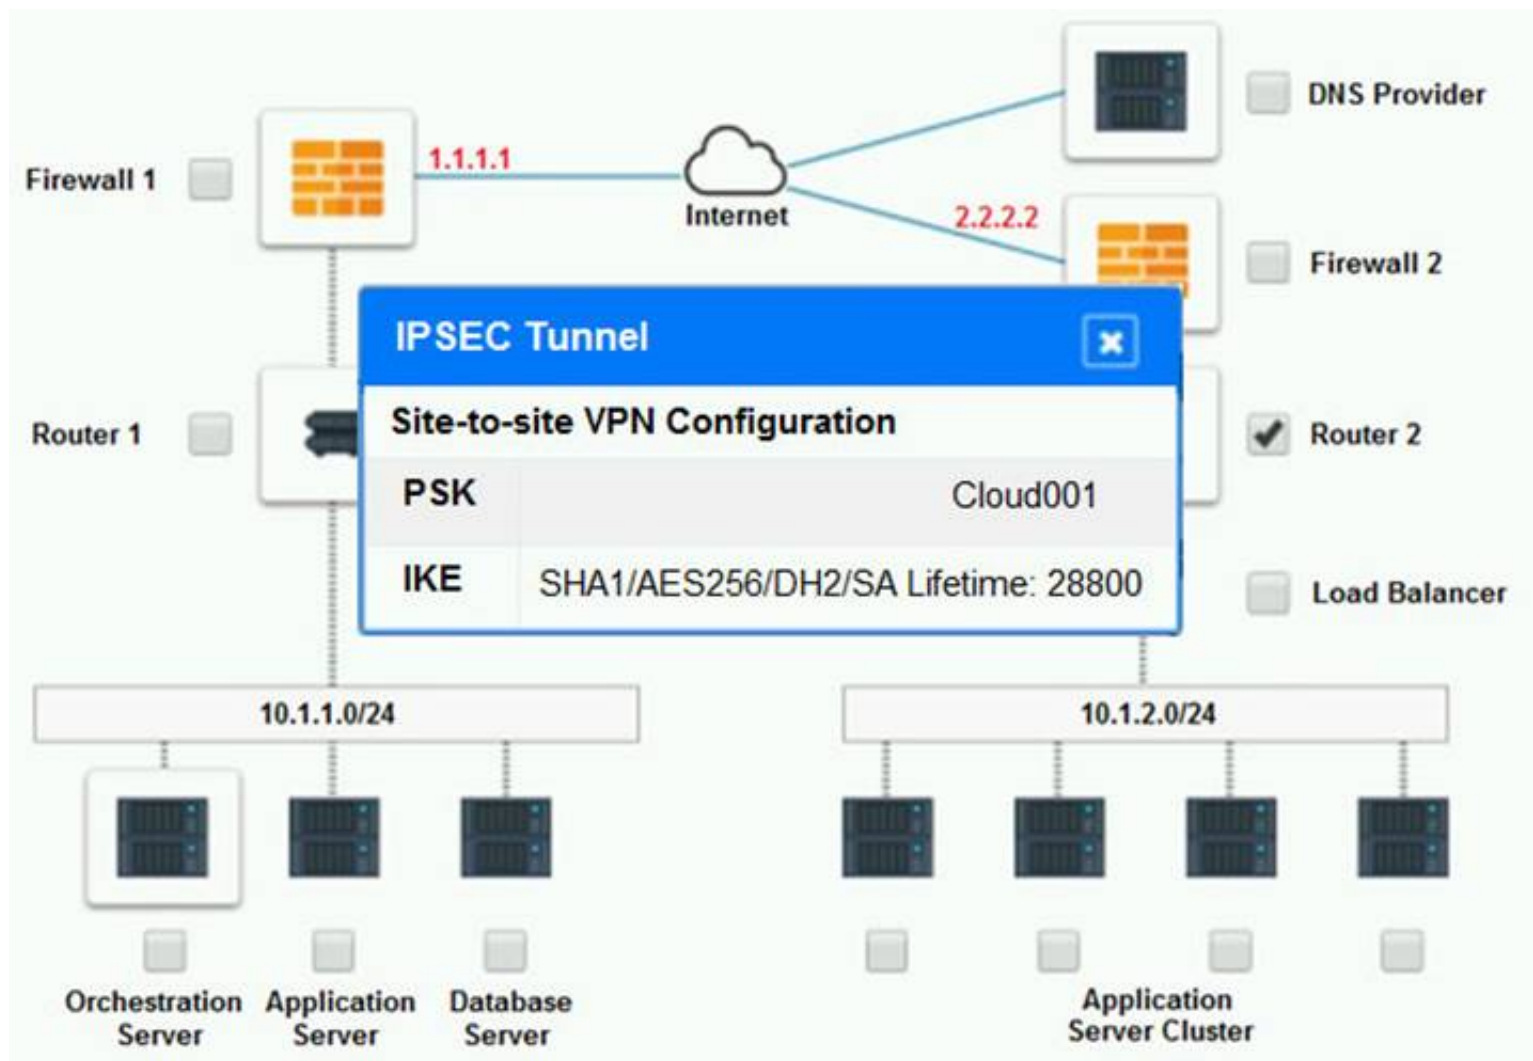 DNS Provider
Firewall 1
1.1.1.1
Internet
2.2.2.2
Firewall 2
IPSEC Tunnel
Site-to-site VPN Configuration
Router 1
Router 2
PSK Cloud001
IKE SHA1/AES256/DH2/SA Lifetime: 28800
Load Balancer
10.1.1.0/24
10.1.2.0/24
Orchestration
Server
Application
Server
Database
Server
Application
Server Cluster